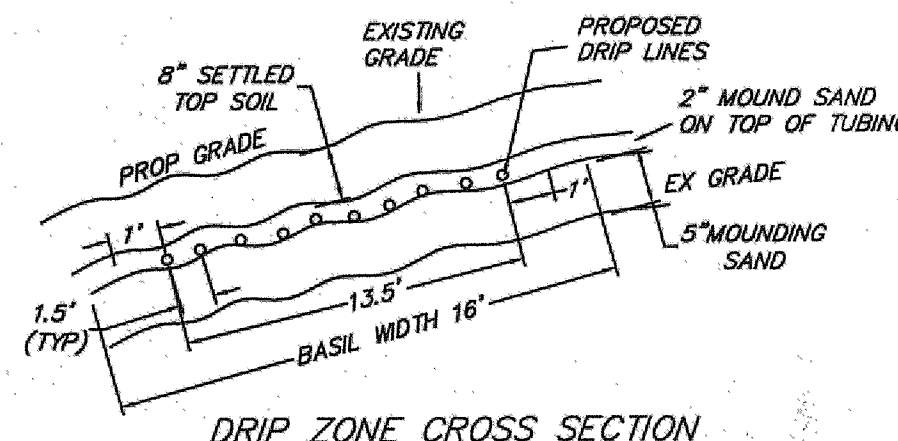 EXISTING
GRADE
PROPOSED
DRIP LINES
8" SETTLED
TOP SOIL
2" MOUND SAND
ON TOP OF TUBING
PROP GRADE
1'
1'
EX GRADE
5" MOUNDING
SAND
1.5'
(TYP)
13.5'
BASIL WIDTH 16'
DRIP ZONE CROSS SECTION